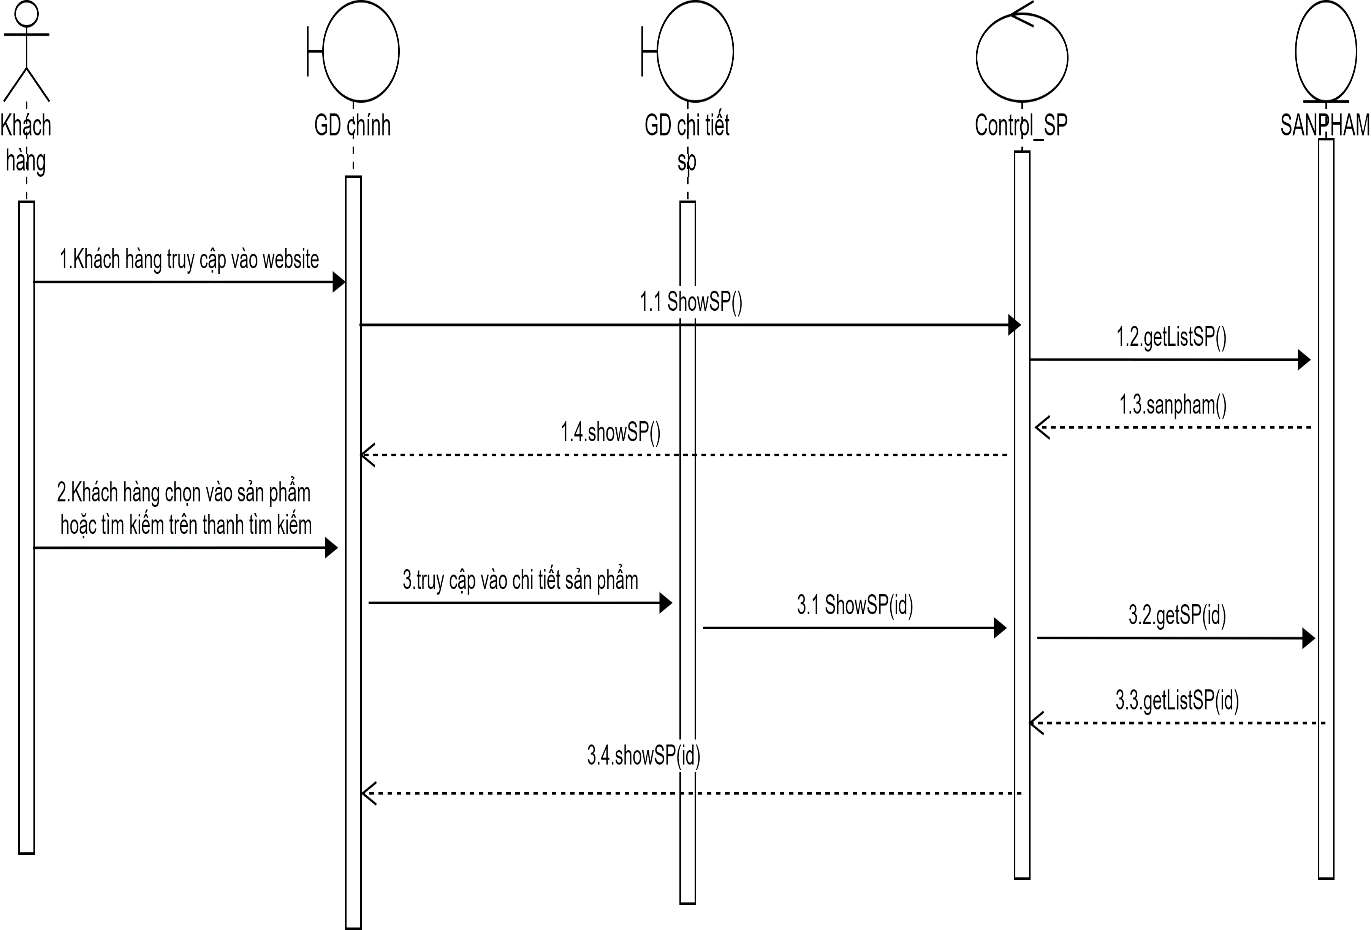 Khách
hàng
GD chính
GD chi tiết
sp
Control_SP
SANPHAM
1.Khách hàng truy cập vào website
1.1 ShowSP()
1.2.getListSP()
1.3.sanpham()
1.4.showSP()
2.Khách hàng chọn vào sản phẩm
hoặc tìm kiếm trên thanh tìm kiếm
3.truy cập vào chi tiết sản phẩm
3.1 ShowSP(id)
3.2.getSP(id)
3.3.getListSP(id)
3.4.showSP(id)